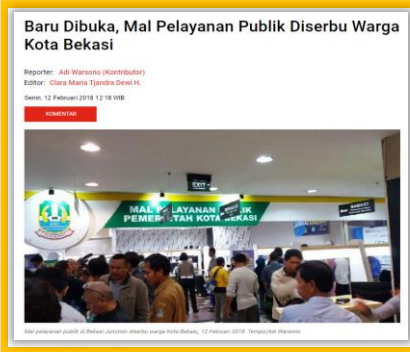 Baru Dibuka, Mal Pelayanan Publik Diserbu Warga
Kota Bekasi
Reporter: Adi Warsono (Kontributor)
Editor: Clara Maria Tjandra Dewi H.
Senin, 12 Februari 2018 12:18 WIB
KOMENTAR
EXIT
MAL PELAYANAN
PEMERINTAH KOTA BEKASI
Mal pelayanan publik di Bekasi Junction diserbu warga Kota Bekasi, 12 Februari 2018. Tempo/Adi Warsono